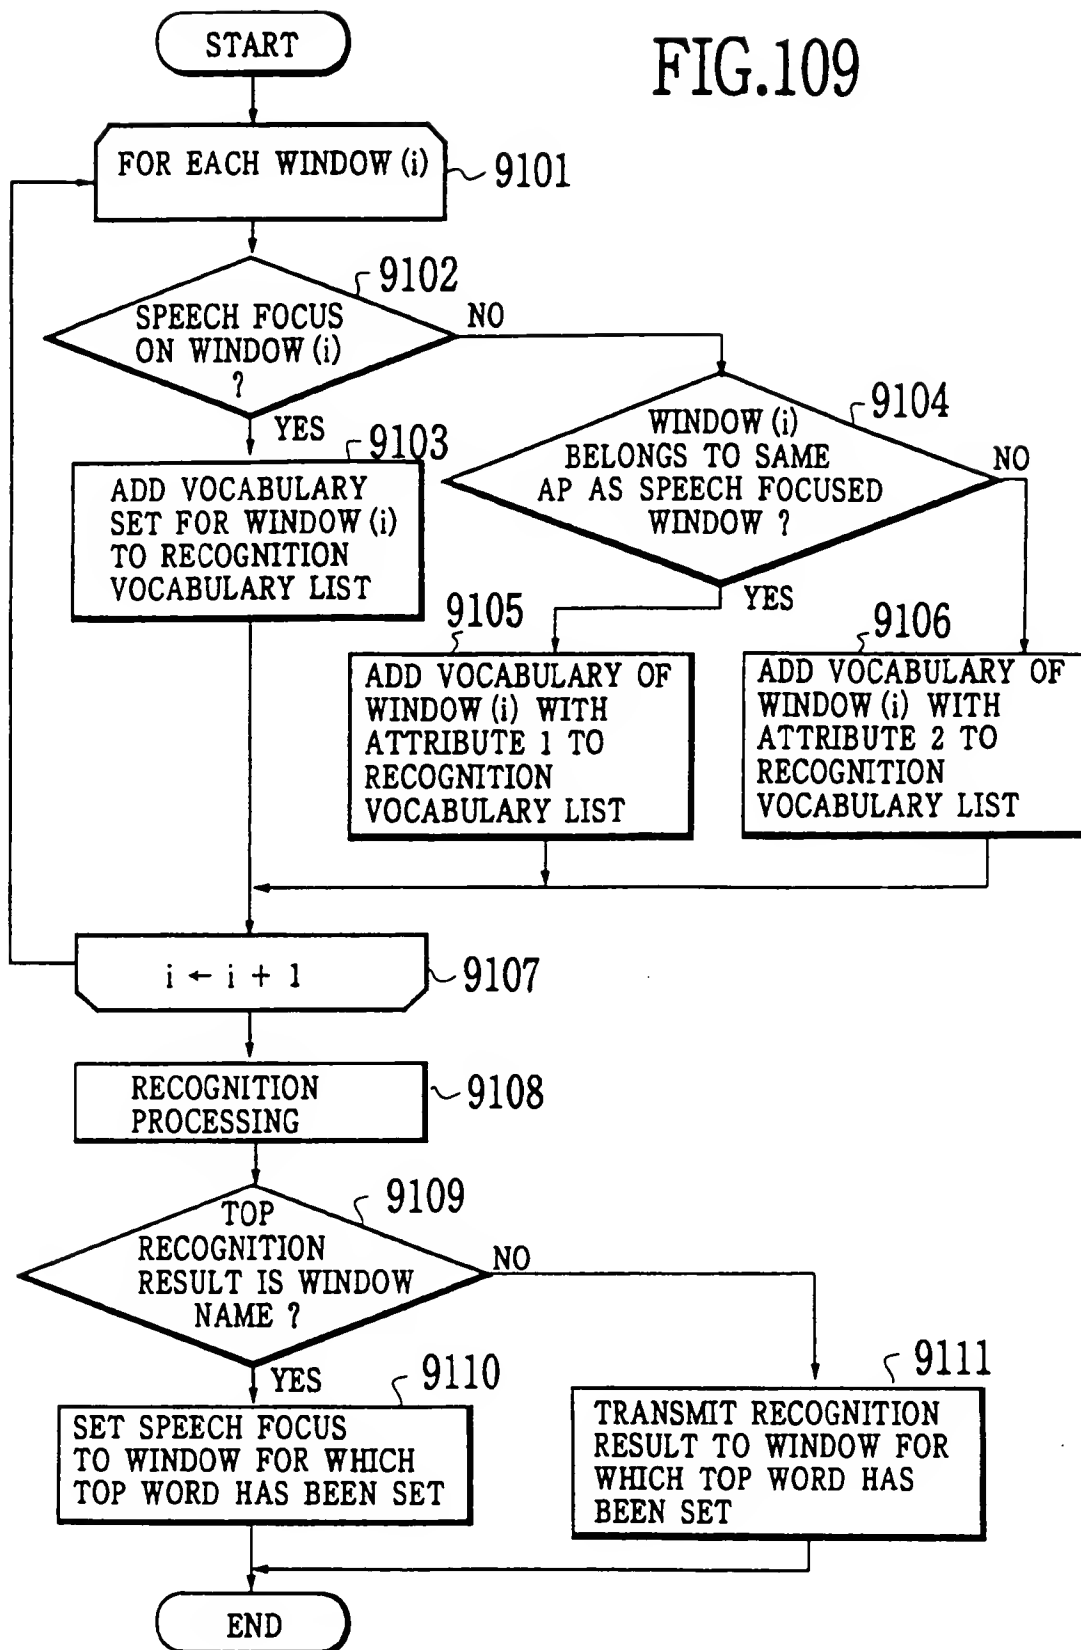 START
FIG.109
FOR EACH WINDOW (i)
9101
9102
SPEECH FOCUS
ON WINDOW (i)
?
NO
YES
9103
ADD VOCABULARY
SET FOR WINDOW (i)
TO RECOGNITION
VOCABULARY LIST
9104
WINDOW (i)
BELONGS TO SAME
AP AS SPEECH FOCUSED
WINDOW ?
NO
YES
9105
ADD VOCABULARY OF
WINDOW (i) WITH
ATTRIBUTE 1 TO
RECOGNITION
VOCABULARY LIST
9106
ADD VOCABULARY OF
WINDOW (i) WITH
ATTRIBUTE 2 TO
RECOGNITION
VOCABULARY LIST
i ← i + 1
9107
RECOGNITION
PROCESSING
9108
9109
TOP
RECOGNITION
RESULT IS WINDOW
NAME ?
NO
YES
9110
SET SPEECH FOCUS
TO WINDOW FOR WHICH
TOP WORD HAS BEEN SET
9111
TRANSMIT RECOGNITION
RESULT TO WINDOW FOR
WHICH TOP WORD HAS
BEEN SET
END